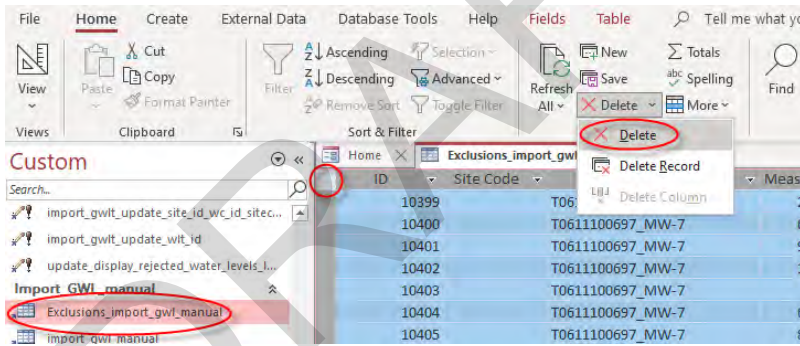 File Home Create External Data Database Tools Help Fields Table Tell me what yo
View
Paste
Cut
Copy
Format Painter
Filter
Ascending
Descending
Remove Sort
Selection
Advanced
Toggle Filter
Refresh
All
New
Save
Delete
Totals
abc Spelling
More
Find
Views Clipboard Sort & Filter
Delete
Delete Record
Delete Column
Custom
Search...
import_gwlt_update_site_id_wc_id_sitec...
import_gwlt_update_wlt_id
update_display_rejected_water_levels_l...
Import_GWL_manual
Exclusions_import_gwl_manual
import_gwl_manual
Home Exclusions_import_gwl
ID Site Code Meas
10399 T06
10400 T0611100697_MW-7
10401 T0611100697_MW-7
10402 T0611100697_MW-7
10403 T0611100697_MW-7
10404 T0611100697_MW-7
10405 T0611100697_MW-7